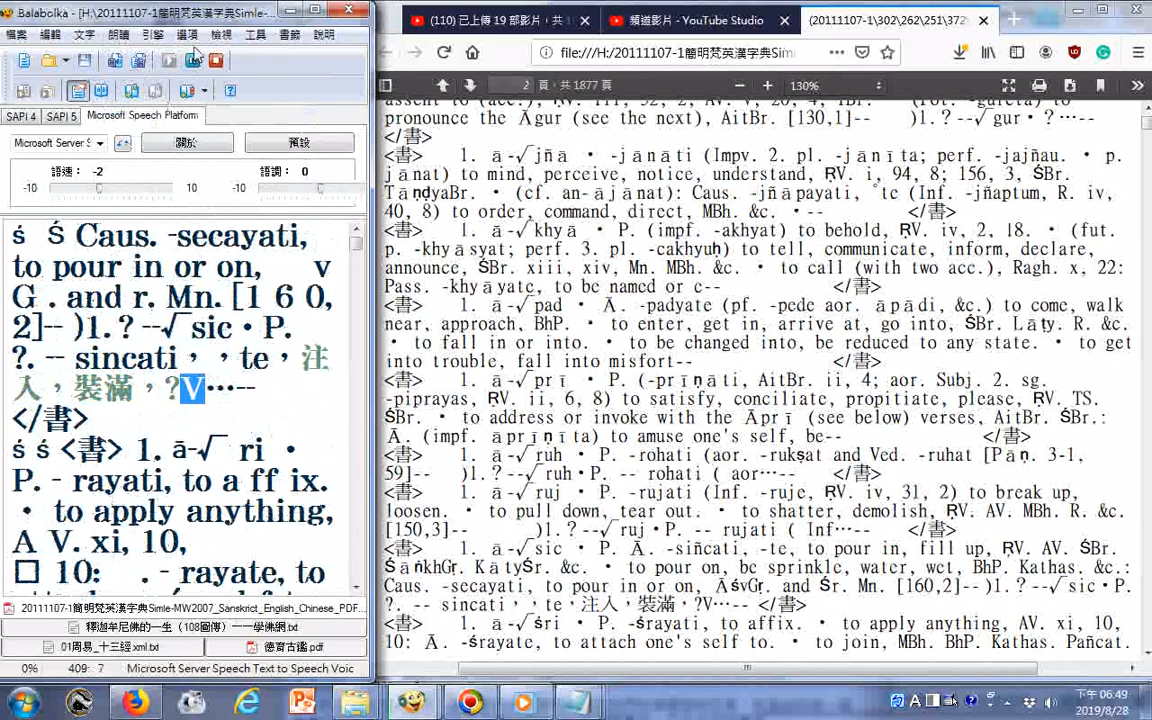 Balabolka - [H:\20111107-1簡明梵英漢字典Simle-...
檔案 編輯 文字 朗讀 引擎 選項 檢視 工具 書籤 說明
SAPI 4 SAPI 5 Microsoft Speech Platform
Microsoft Server S 關於 預設
語速： -2 語調： 0
-10 10 -10
ś Ś Caus. -secayati,
to pour in or on, v
G . and r. Mn. [1 6 0,
2]-- )1. ? --√ sic • P.
?. -- sincati，，te，注
入，裝滿，?V…--
</書>
ś ś <書> 1. ā-√ ri •
P. - rayati, to a ff ix.
• to apply anything,
A V. xi, 10,
□ 10: . - rayate, to
20111107-1簡明梵英漢字典Simle-MW2007_Sanskrict_English_Chinese_PDF...
釋迦牟尼佛的一生（108圖傳）一一學佛網.txt
01周易_十三經.xml.txt 德育古鑑.pdf
0% 409: 7 Microsoft Server Speech Text to Speech Voic
(110) 已上傳 19 部影片，共 1 頻道影片 - YouTube Studio (20111107-1\302\262\251\372
file:///H:/20111107-1簡明梵英漢字典Sim
2 頁，共 1877 頁 130%
pronounce the Āgur (see the next), AitBr. [130,1]-- )1. ? --√ gur • ? …--
</書>
<書> 1. ā-√ jñā • -jānāti (Impv. 2. pl. -jānīta; perf. -jajñau. • p.
jānat) to mind, perceive, notice, understand, ṚV. i, 94, 8; 156, 3, ŚBr.
TāṇḍyaBr. • (cf. an-ājānat): Caus. -jñāpayati, °te (Inf. -jñaptum, R. iv,
40, 8) to order, command, direct, MBh. &c. •-- </書>
<書> 1. ā-√ khyā • P. (impf. -akhyat) to behold, ṚV. iv, 2, 18. • (fut.
p. -khyāsyat; perf. 3. pl. -cakhyuḥ) to tell, communicate, inform, declare,
announce, ŚBr. xiii, xiv, Mn. MBh. &c. • to call (with two acc.), Ragh. x, 22:
Pass. -khyāyate, to be named or c-- </書>
<書> 1. ā-√ pad • Ā. -padyate (pf. -pede aor. āpādi, &c.) to come, walk
near, approach, BhP. • to enter, get in, arrive at, go into, ŚBr. Lāṭy. R. &c.
• to fall in or into. • to be changed into, be reduced to any state. • to get
into trouble, fall into misfort-- </書>
<書> 1. ā-√ prī • P. (-prīṇāti, AitBr. ii, 4; aor. Subj. 2. sg.
-piprayas, ṚV. ii, 6, 8) to satisfy, conciliate, propitiate, please, ṚV. TS.
ŚBr. • to address or invoke with the Āprī (see below) verses, AitBr.:
Ā. (impf. āprīṇīta) to amuse one's self, be-- </書>
<書> 1. ā-√ ruh • P. -rohati (aor. -rukṣat and Ved. -ruhat [Pāṇ. 3-1,
59]-- )1. ? --√ ruh • P. -- rohati ( aor…-- </書>
<書> 1. ā-√ ruj • P. -rujati (Inf. -ruje, ṚV. iv, 31, 2) to break up,
loosen. • to pull down, tear out. • to shatter, demolish, ṚV. AV. MBh. R. &c.
[150,3]-- )1. ? --√ ruj • P. -- rujati ( Inf…-- </書>
<書> 1. ā-√ sic • P. Ā. -siñcati, -te, to pour in, fill up, ṚV. AV. ŚBr.
ŚāṅkhGṛ. KātyŚr. &c. • to pour on, be sprinkle, water, wet, BhP. Kathas. &c.:
Caus. -secayati, to pour in or on, ĀśvGṛ. and Śr. Mn. [160,2]-- )1. ? --√ sic • P.
?. -- sincati，，te，注入，裝滿，?V…-- </書>
<書> 1. ā-√ śri • P. -śrayati, to affix. • to apply anything, AV. xi, 10,
10: Ā. -śrayate, to attach one's self to. • to join, MBh. BhP. Kathas. Pañcat.
下午 06:49
2019/8/28